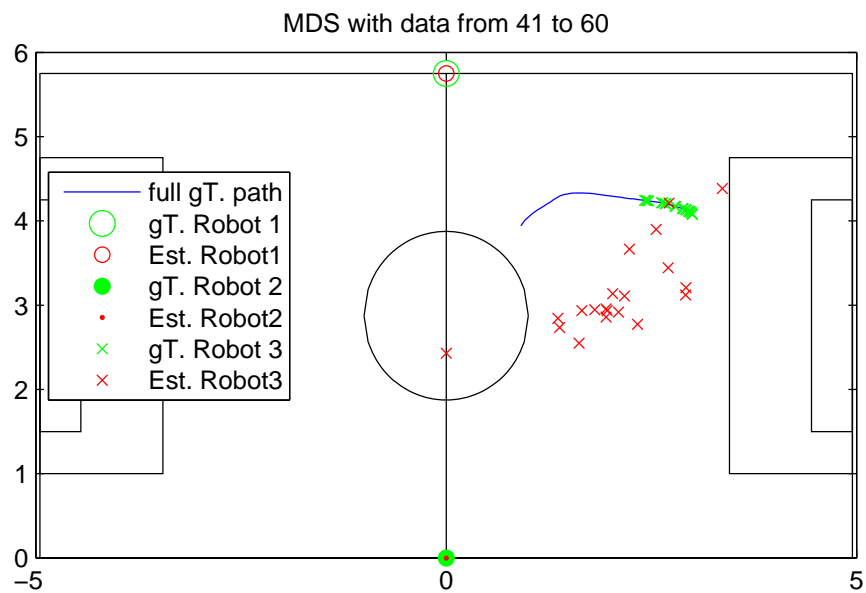 MDS with data from 41 to 60
6
5
4
3
2
1
0
full gT. path
gT. Robot 1
Est. Robot1
gT. Robot 2
Est. Robot2
gT. Robot 3
Est. Robot3
−5
0
5